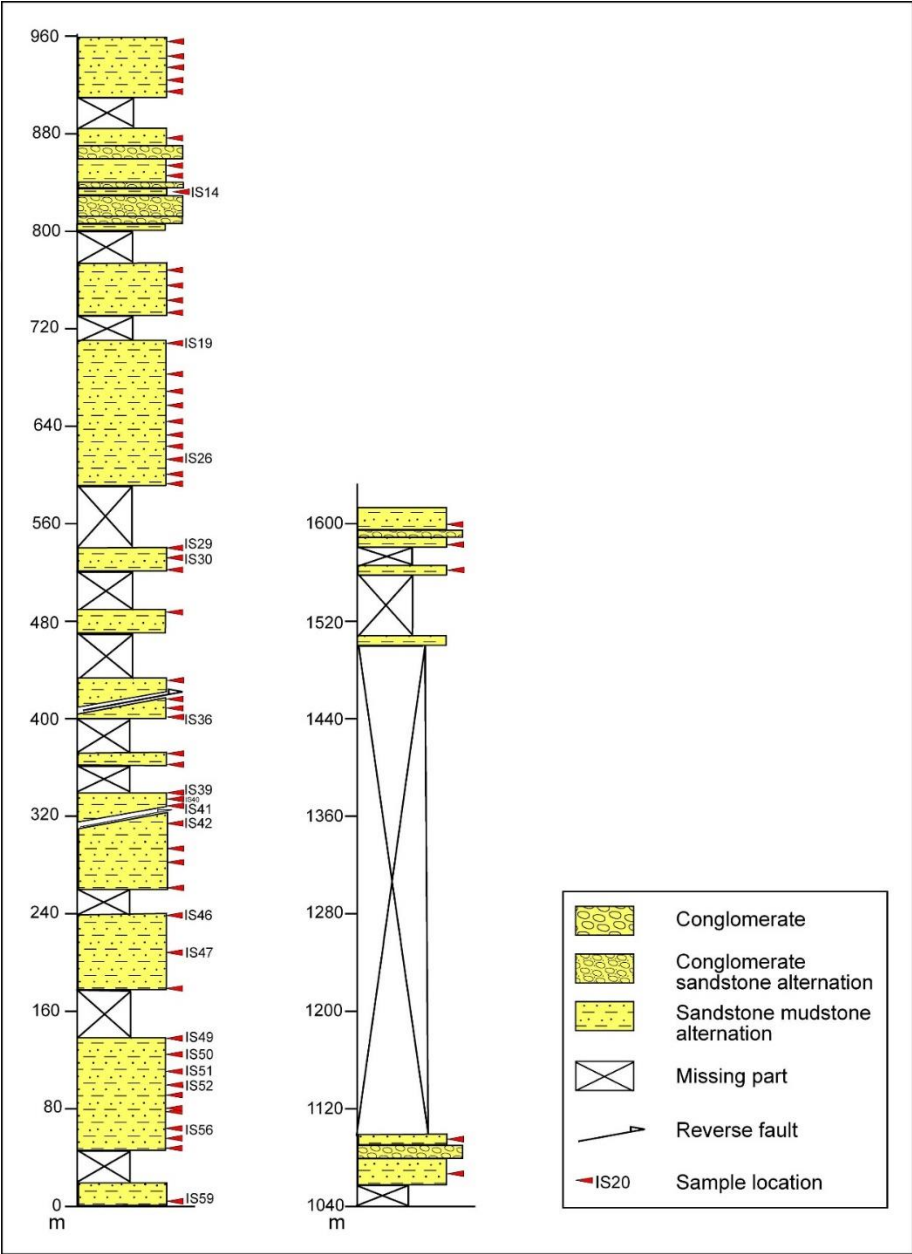 960
880
IS14
800
720
IS19
640
IS26
560
IS29
IS30
480
400
IS36
IS39
IS40
IS41
320
IS42
240
IS46
IS47
160
IS49
IS50
IS51
IS52
80
IS56
0
IS59
m
1600
1520
1440
1360
1280
1200
1120
1040
m
Conglomerate
Conglomerate
sandstone alternation
Sandstone mudstone
alternation
Missing part
Reverse fault
IS20 Sample location